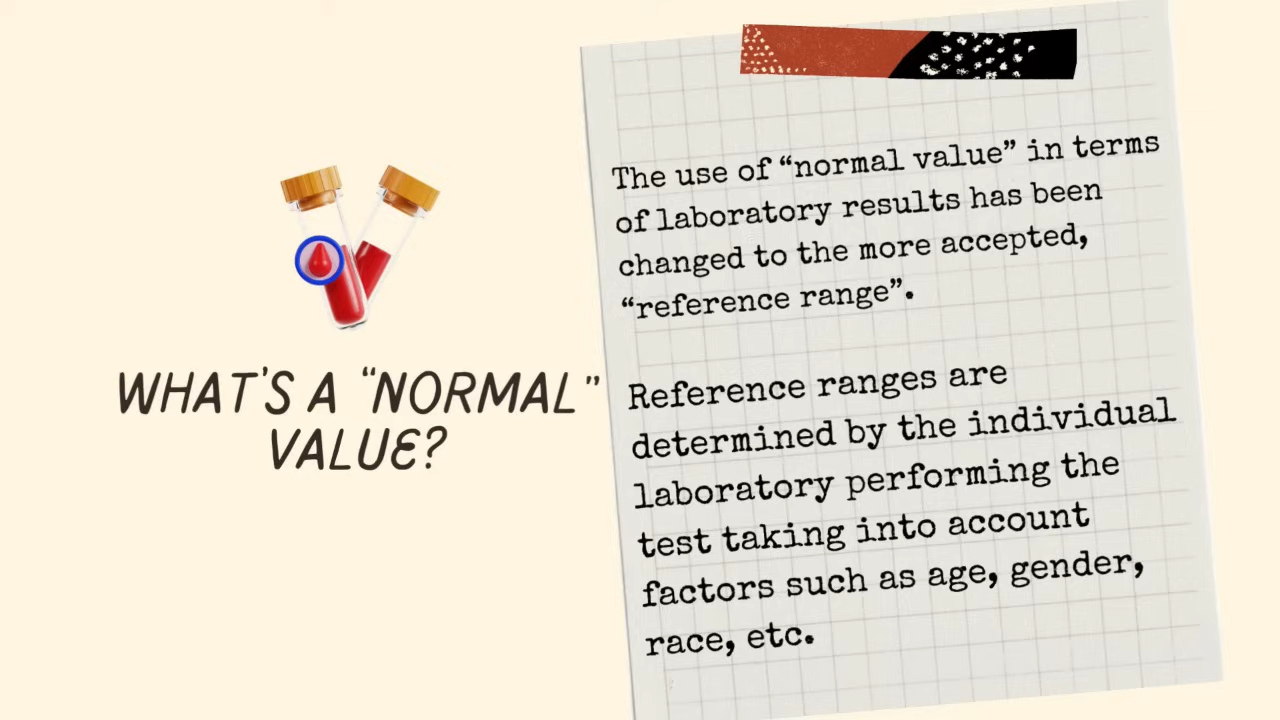 WHAT'S A "NORMAL"
VALUE?
The use of “normal value” in terms
of laboratory results has been
changed to the more accepted,
“reference range”.
Reference ranges are
determined by the individual
laboratory performing the
test taking into account
factors such as age, gender,
race, etc.